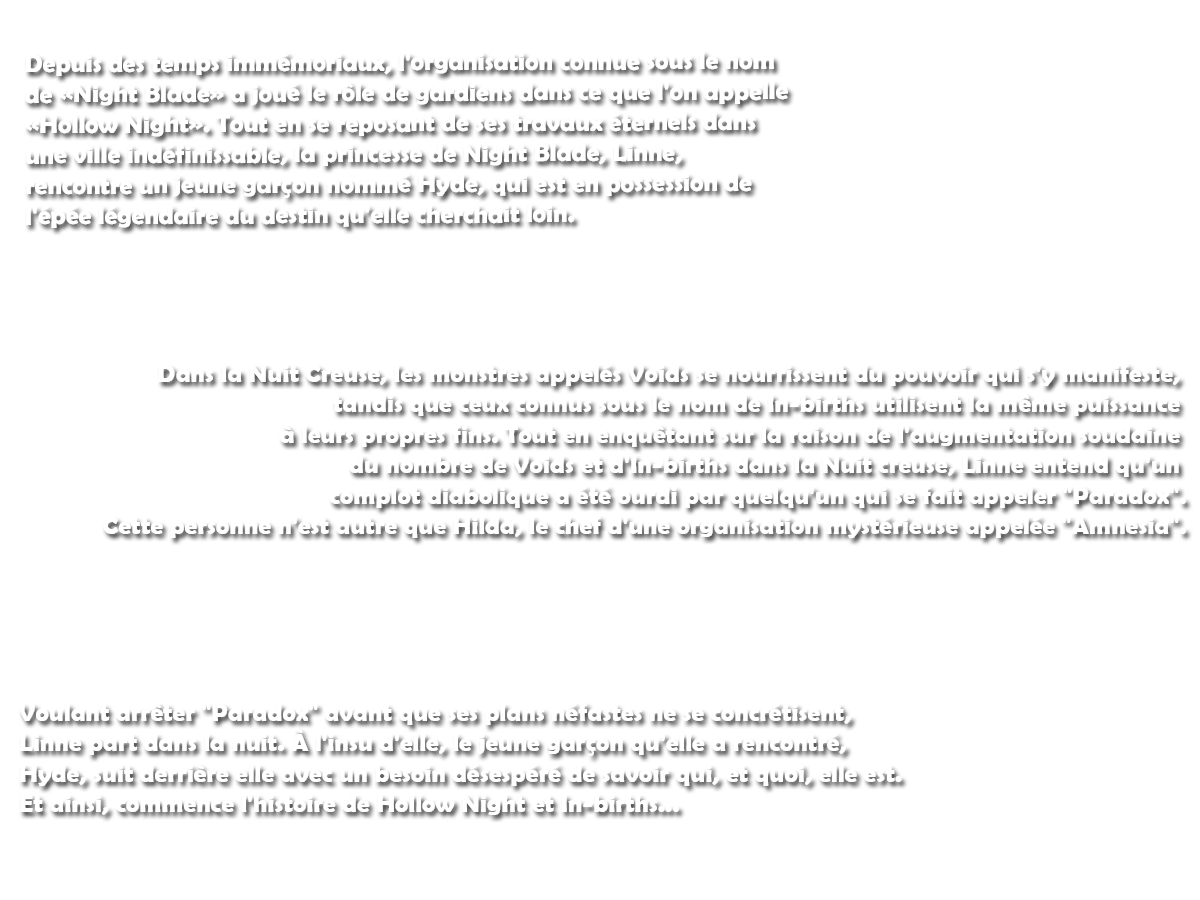 Depuis des temps immémoriaux, l'organisation connue sous le nom
de «Night Blade» a joué le rôle de gardiens dans ce que l'on appelle
«Hollow Night». Tout en se reposant de ses travaux éternels dans
une ville indéfinissable, la princesse de Night Blade, Linne,
rencontre un jeune garçon nommé Hyde, qui est en possession de
l'épée légendaire du destin qu'elle cherchait loin.
Dans la Nuit Creuse, les monstres appelés Voids se nourrissent du pouvoir qui s'y manifeste,
tandis que ceux connus sous le nom de In-births utilisent la même puissance
à leurs propres fins. Tout en enquêtant sur la raison de l'augmentation soudaine
du nombre de Voids et d'In-births dans la Nuit creuse, Linne entend qu'un
complot diabolique a été ourdi par quelqu'un qui se fait appeler "Paradox".
Cette personne n'est autre que Hilda, le chef d'une organisation mystérieuse appelée "Amnesia".
Voulant arrêter "Paradox" avant que ses plans néfastes ne se concrétisent,
Linne part dans la nuit. À l'insu d'elle, le jeune garçon qu'elle a rencontré,
Hyde, suit derrière elle avec un besoin désespéré de savoir qui, et quoi, elle est.
Et ainsi, commence l'histoire de Hollow Night et In-births...